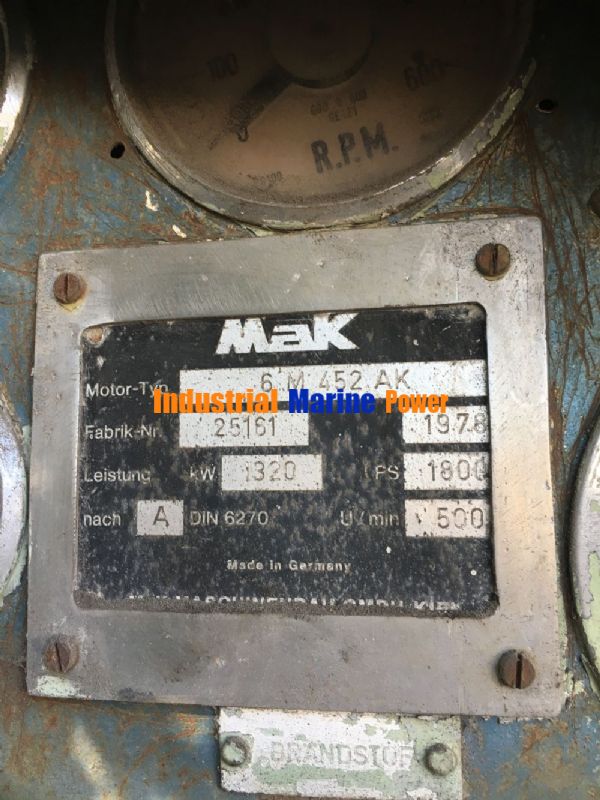 100 600
R.P.M.
MaK
Motor-Typ 6 M 452 AK
Industrial Marine Power
Fabrik-Nr. 25161 1978
Leistung kW 1320 PS 1800
nach A DIN 6270 U/min 500
Made in Germany
BRANDSTOF